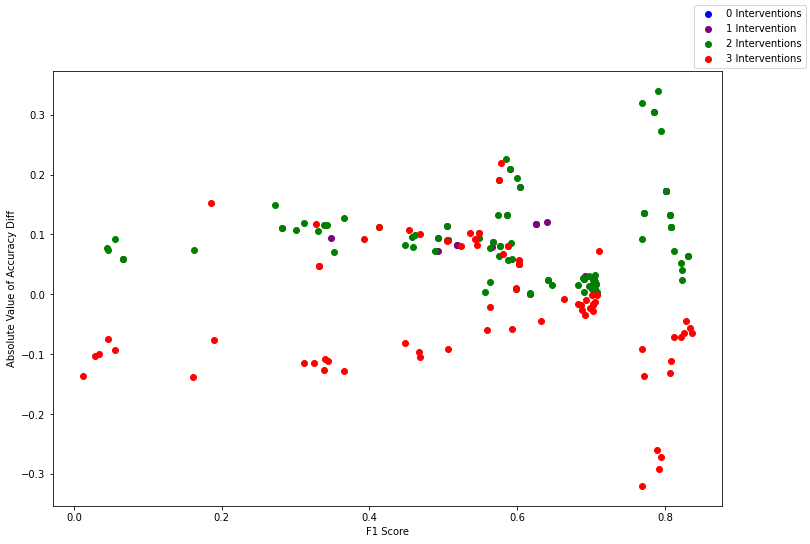 0 Interventions
1 Intervention
2 Interventions
3 Interventions
0.3
0.2
0.1
0.0
−0.1
−0.2
−0.3
Absolute Value of Accuracy Diff
0.0 0.2 0.4 0.6 0.8
F1 Score